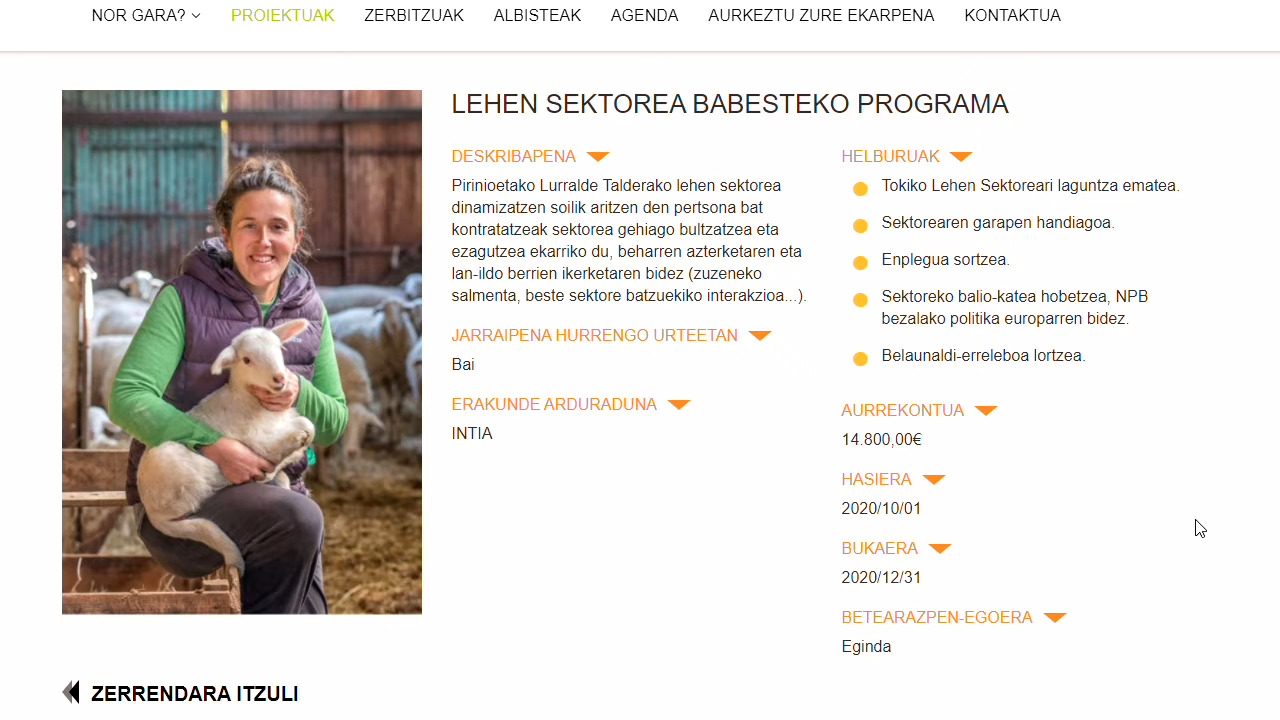 NOR GARA?
PROIEKTUAK
ZERBITZUAK
ALBISTEAK
AGENDA
AURKEZTU ZURE EKARPENA
KONTAKTUA
LEHEN SEKTOREA BABESTEKO PROGRAMA
DESKRIBAPENA
Pirinioetako Lurralde Talderako lehen sektorea
dinamizatzen soilik aritzen den pertsona bat
kontratatzeak sektorea gehiago bultzatzea eta
ezagutzea ekarriko du, beharren azterketaren eta
lan-ildo berrien ikerketaren bidez (zuzeneko
salmenta, beste sektore batzuekiko interakzioa...).
JARRAIPENA HURRENGO URTEETAN
Bai
ERAKUNDE ARDURADUNA
INTIA
HELBURUAK
Tokiko Lehen Sektoreari laguntza ematea.
Sektorearen garapen handiagoa.
Enplegua sortzea.
Sektoreko balio-katea hobetzea, NPB
bezalako politika europarren bidez.
Belaunaldi-erreleboa lortzea.
AURREKONTUA
14.800,00€
HASIERA
2020/10/01
BUKAERA
2020/12/31
BETEARAZPEN-EGOERA
Eginda
ZERRENDARA ITZULI